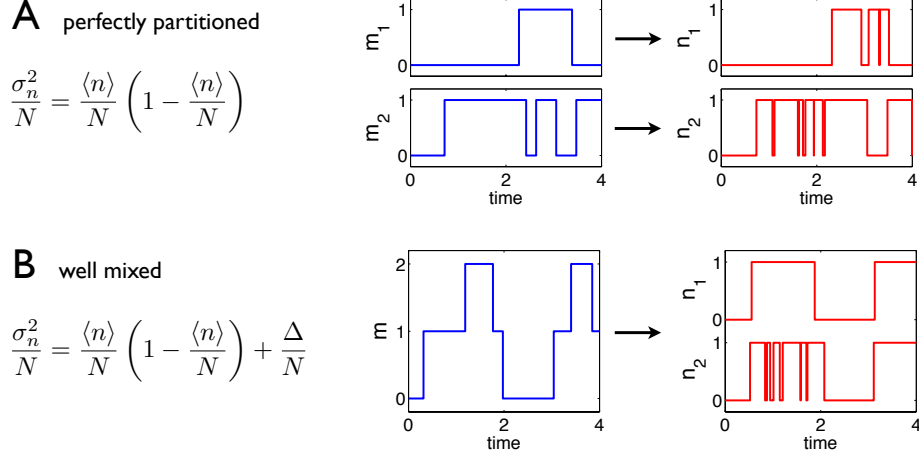 A perfectly partitioned
σ_n^2/N = ⟨n⟩/N (1 − ⟨n⟩/N)
m_1
1
0
n_1
1
0
m_2
1
0
0 2 4
time
n_2
1
0
0 2 4
time
B well mixed
σ_n^2/N = ⟨n⟩/N (1 − ⟨n⟩/N) + Δ/N
m
2
1
0
0 2 4
time
n_1
1
0
n_2
1
0
0 2 4
time